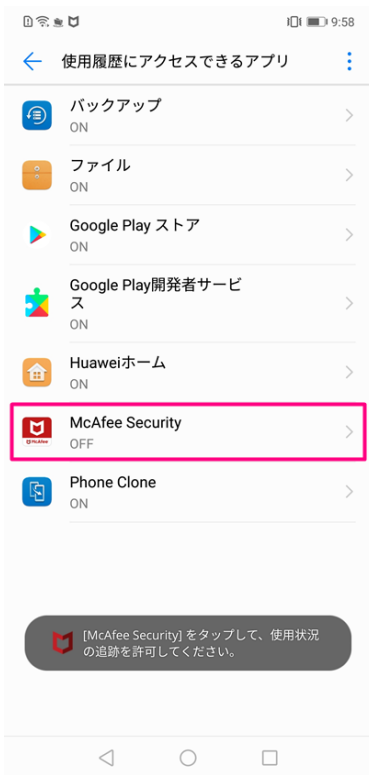 9:58
使用履歴にアクセスできるアプリ
バックアップ
ON
ファイル
ON
Google Play ストア
ON
Google Play開発者サービ
ス
ON
Huaweiホーム
ON
McAfee Security
OFF
McAfee
Phone Clone
ON
[McAfee Security] をタップして、使用状況
の追跡を許可してください。